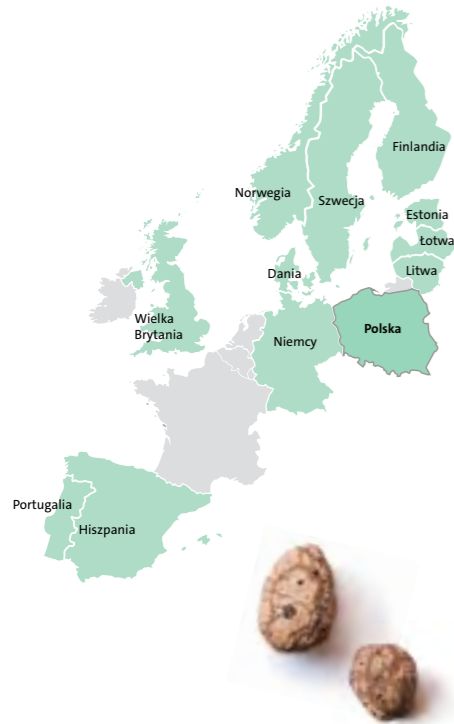 Finlandia
Norwegia
Szwecja
Estonia
Łotwa
Dania
Litwa
Wielka
Brytania
Niemcy
Polska
Portugalia
Hiszpania